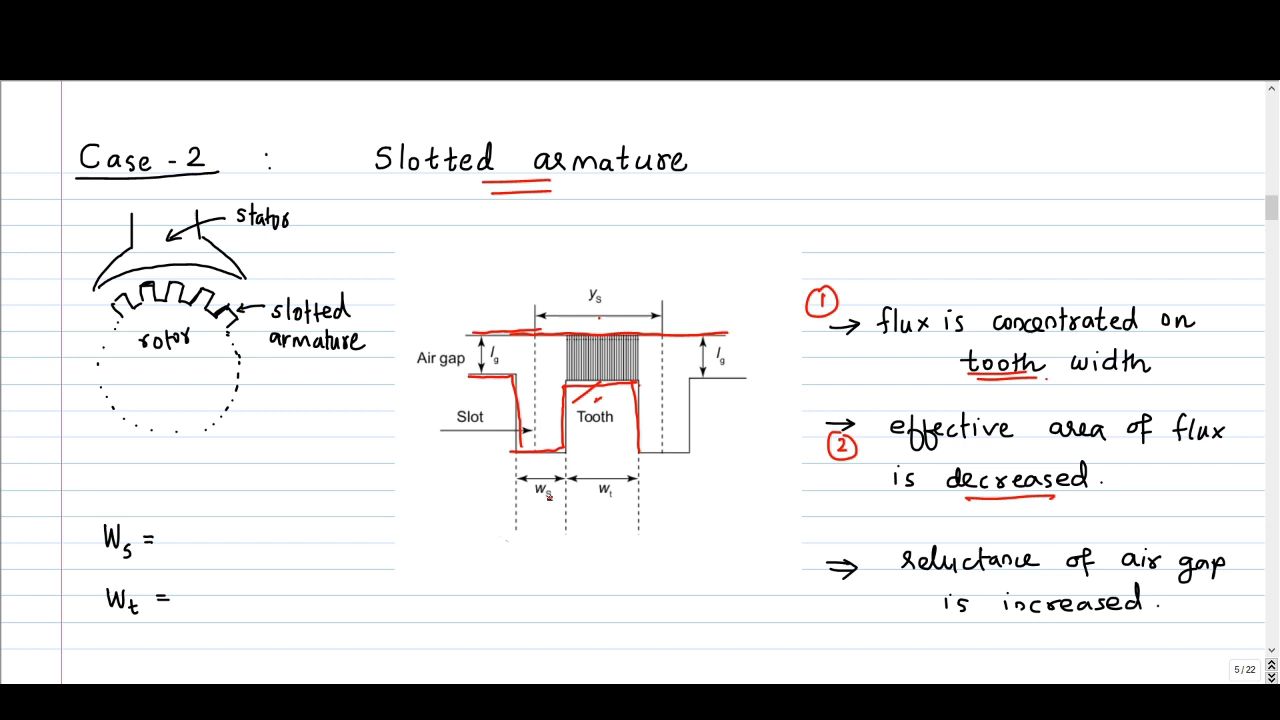 Case - 2 : Slotted armature
stator
slotted
armature
rotor
ys
Air gap
lg
lg
Slot
Tooth
ws
wt
Ws =
Wt =
1
→ flux is concentrated on
tooth width
→ effective area of flux
2
is decreased.
⇒ reluctance of air gap
is increased.
5 / 22